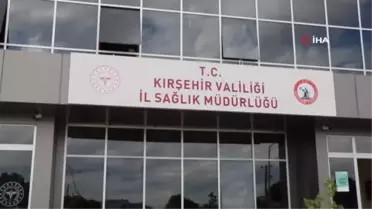 İHA
T.C.
KIRŞEHİR VALİLİĞİ
İL SAĞLIK MÜDÜRLÜĞÜ